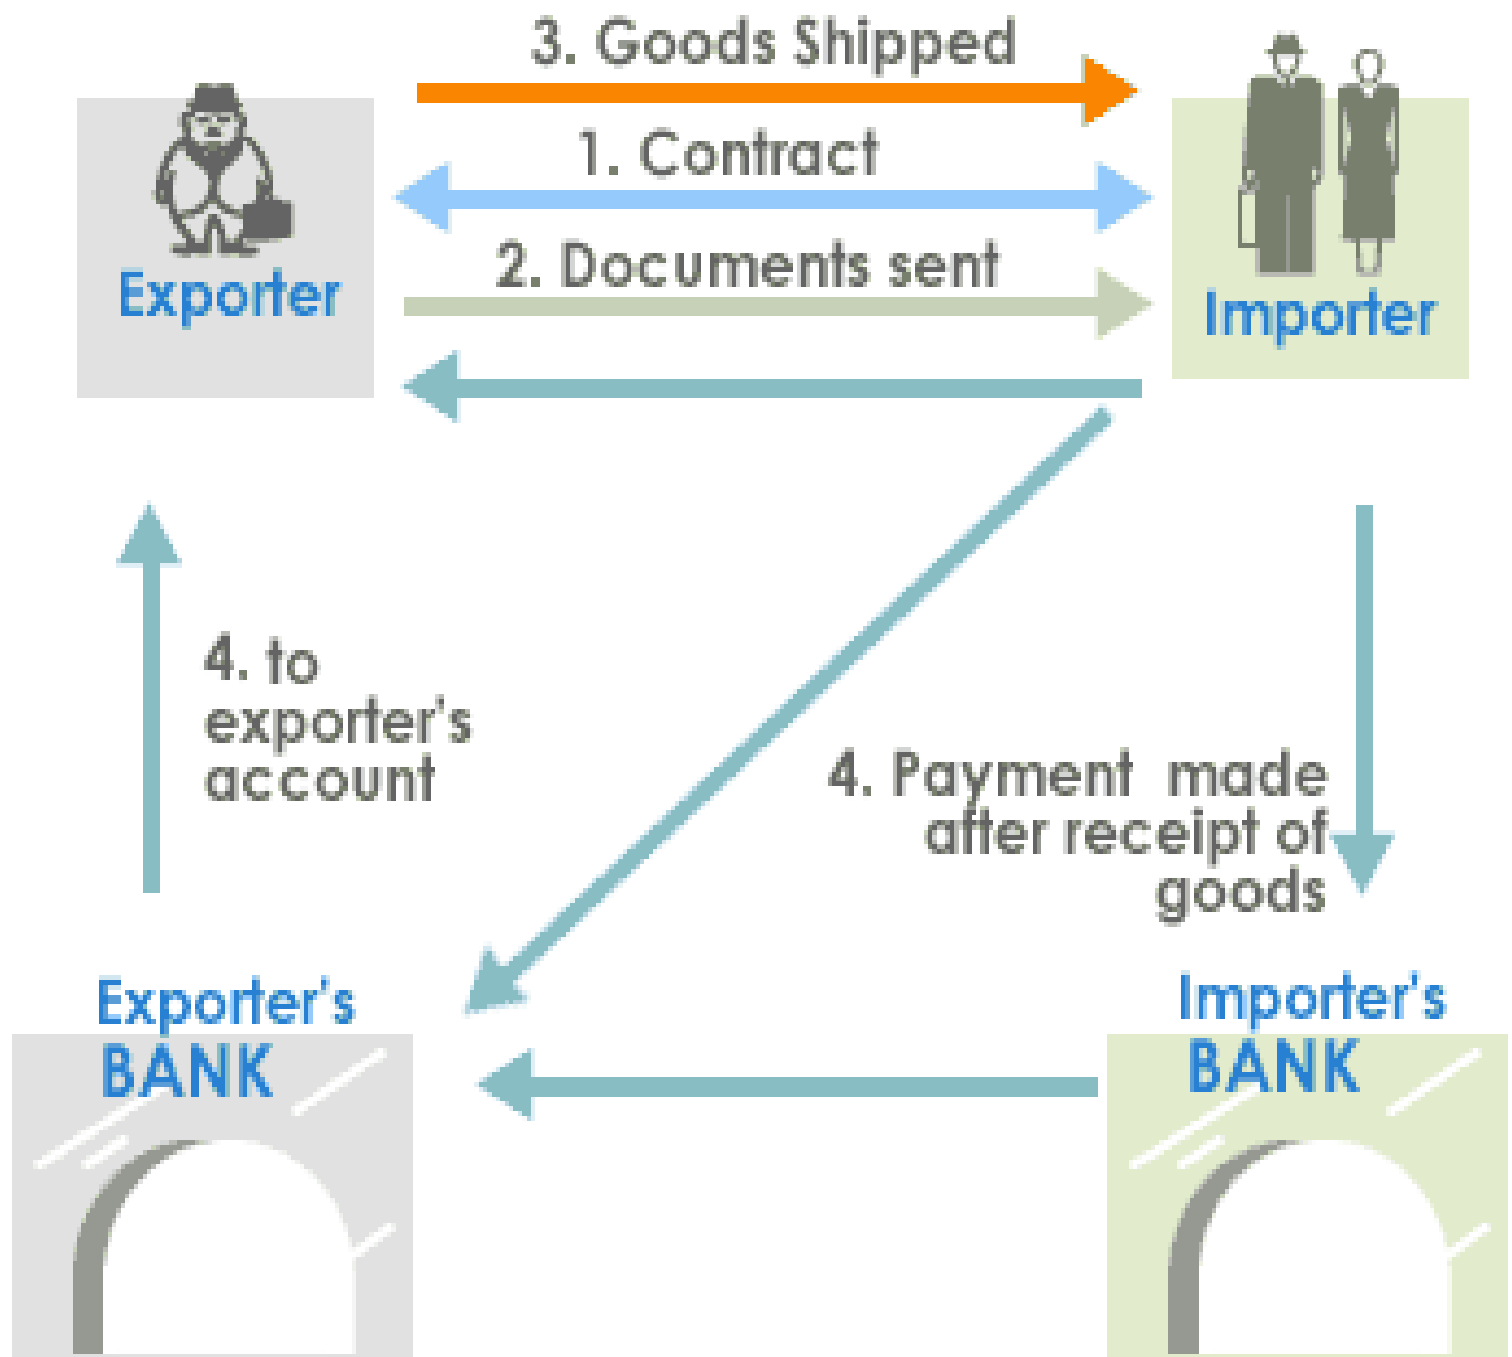 3. Goods Shipped
1. Contract
2. Documents sent
Exporter
Importer
4. to
exporter's
account
4. Payment made
after receipt of
goods
Exporter's
BANK
Importer's
BANK